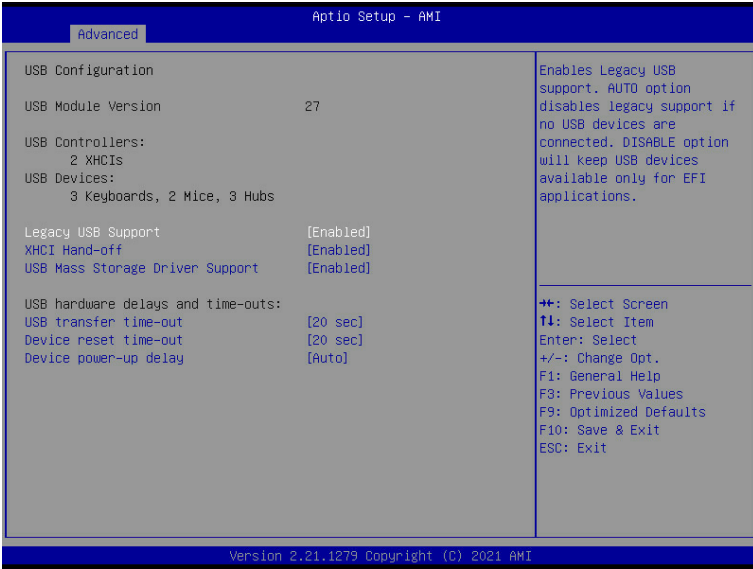 Aptio Setup – AMI
Advanced
USB Configuration
USB Module Version 27
USB Controllers:
2 XHCIs
USB Devices:
3 Keyboards, 2 Mice, 3 Hubs
Legacy USB Support [Enabled]
XHCI Hand-off [Enabled]
USB Mass Storage Driver Support [Enabled]
USB hardware delays and time-outs:
USB transfer time-out [20 sec]
Device reset time-out [20 sec]
Device power-up delay [Auto]
Enables Legacy USB
support. AUTO option
disables legacy support if
no USB devices are
connected. DISABLE option
will keep USB devices
available only for EFI
applications.
→←: Select Screen
↑↓: Select Item
Enter: Select
+/-: Change Opt.
F1: General Help
F3: Previous Values
F9: Optimized Defaults
F10: Save & Exit
ESC: Exit
Version 2.21.1279 Copyright (C) 2021 AMI